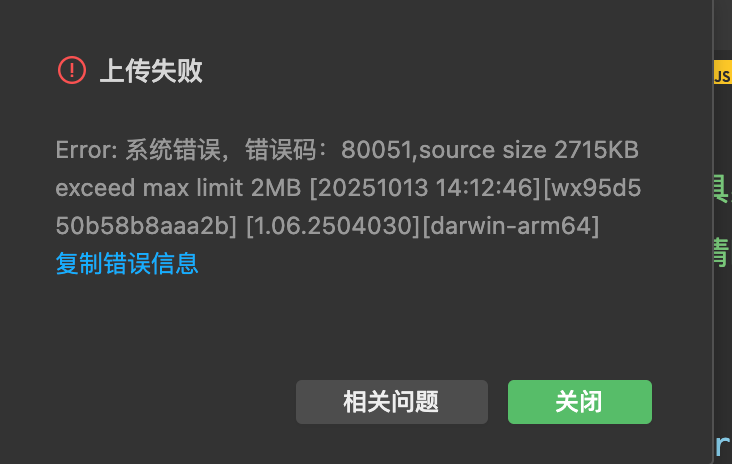 上传失败
JS
Error: 系统错误，错误码：80051,source size 2715KB
exceed max limit 2MB [20251013 14:12:46][wx95d5
50b58b8aaa2b] [1.06.2504030][darwin-arm64]
复制错误信息
相关问题
关闭
r